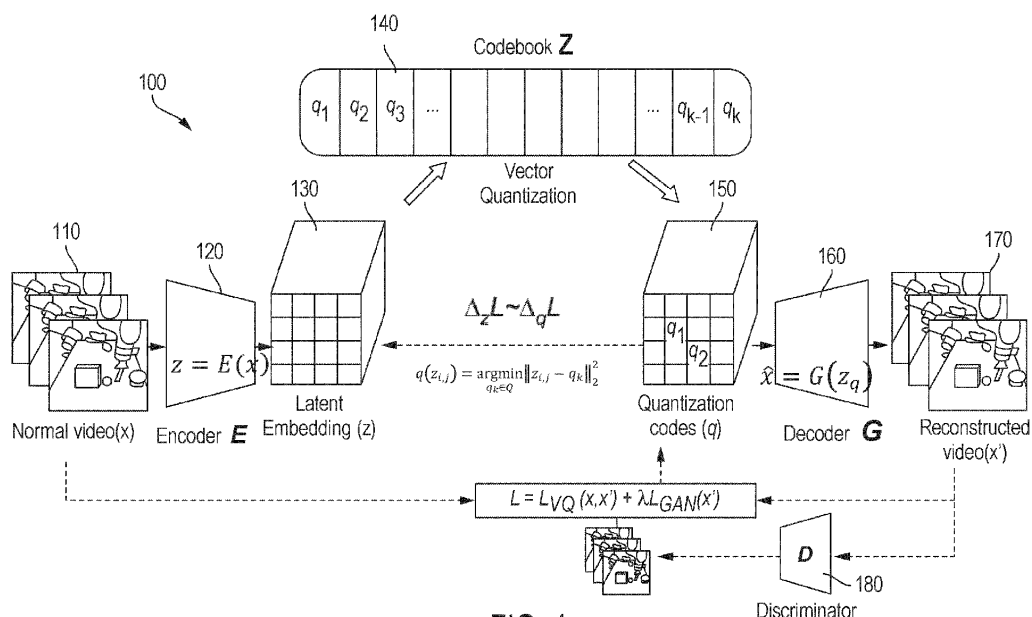 100
140
Codebook Z
q1 q2 q3 ... ... qk-1 qk
Vector
Quantization
110
120
130
150
160
170
z = E(x)
ΔzL~ΔqL
q1
q2
q(zi,j) = argmin‖zi,j − qk‖22
qk∈Q
x̂ = G(zq)
Normal video(x)
Encoder E
Latent
Embedding (z)
Quantization
codes (q)
Decoder G
Reconstructed
video(x')
L = LVQ (x,x') + λLGAN(x')
D
180
Discriminator